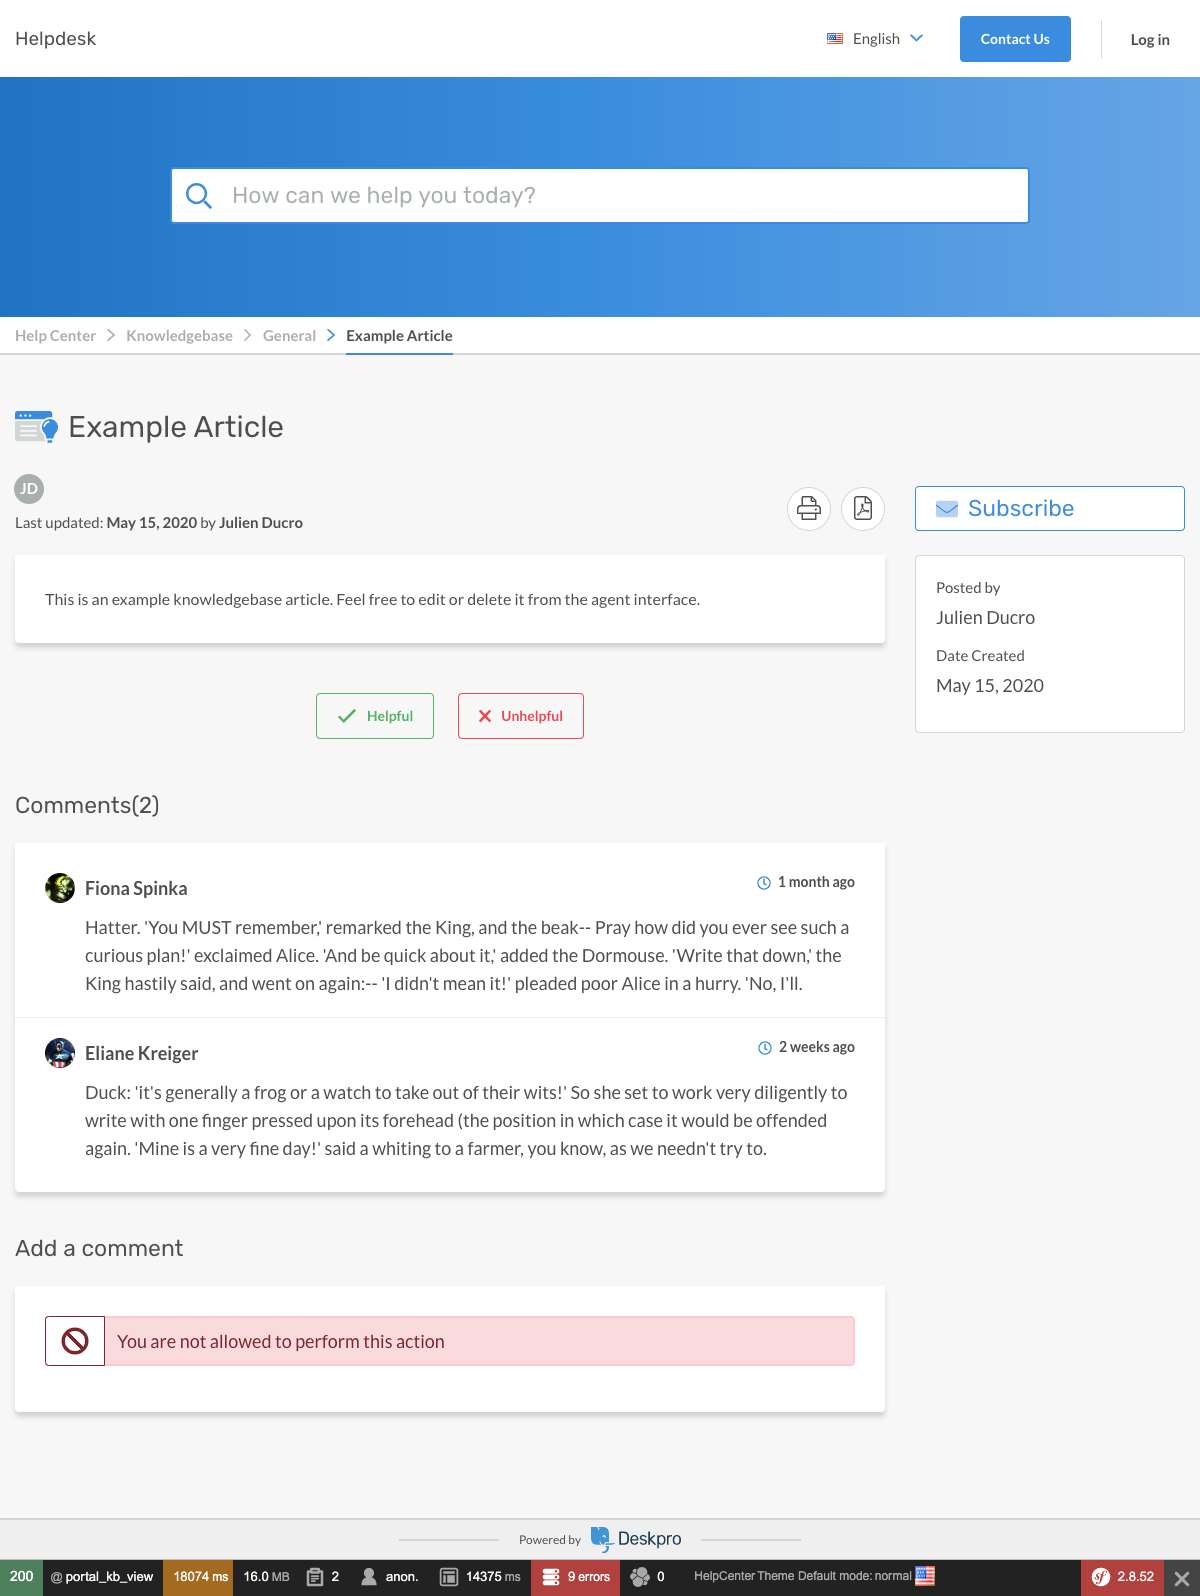 Helpdesk
English
Contact Us
Log in
How can we help you today?
Help Center
Knowledgebase
General
Example Article
Example Article
JD
Last updated: May 15, 2020 by Julien Ducro
Subscribe
This is an example knowledgebase article. Feel free to edit or delete it from the agent interface.
Posted by
Julien Ducro
Date Created
May 15, 2020
Helpful
Unhelpful
Comments(2)
Fiona Spinka
1 month ago
Hatter. 'You MUST remember,' remarked the King, and the beak-- Pray how did you ever see such a
curious plan!' exclaimed Alice. 'And be quick about it,' added the Dormouse. 'Write that down,' the
King hastily said, and went on again:-- 'I didn't mean it!' pleaded poor Alice in a hurry. 'No, I'll.
Eliane Kreiger
2 weeks ago
Duck: 'it's generally a frog or a watch to take out of their wits!' So she set to work very diligently to
write with one finger pressed upon its forehead (the position in which case it would be offended
again. 'Mine is a very fine day!' said a whiting to a farmer, you know, as we needn't try to.
Add a comment
You are not allowed to perform this action
Powered by Deskpro
200 @ portal_kb_view 18074 ms 16.0 MB 2 anon. 14375 ms 9 errors 0 HelpCenter Theme Default mode: normal sf 2.8.52